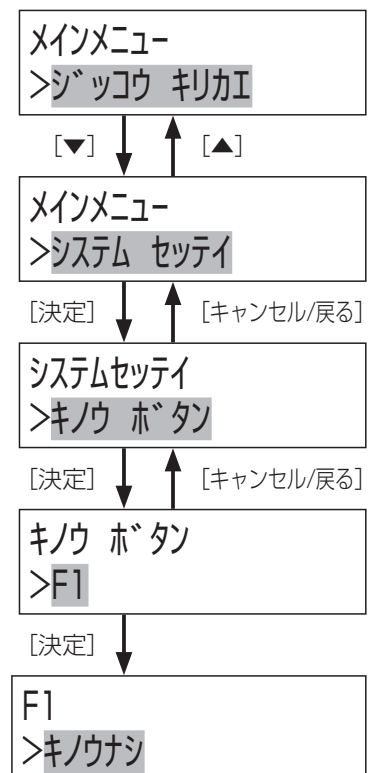 メインメニュー
>ジッコウ キリカエ
[▼] [▲]
メインメニュー
>システム セッテイ
[決定] [キャンセル/戻る]
システムセッテイ
>キノウ ボタン
[決定] [キャンセル/戻る]
キノウ ボタン
>F1
[決定]
F1
>キノウナシ